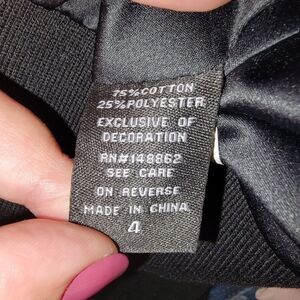 75%COTTON
25%POLYESTER
EXCLUSIVE OF
DECORATION
RN#148862
SEE CARE
ON REVERSE
MADE IN CHINA
4